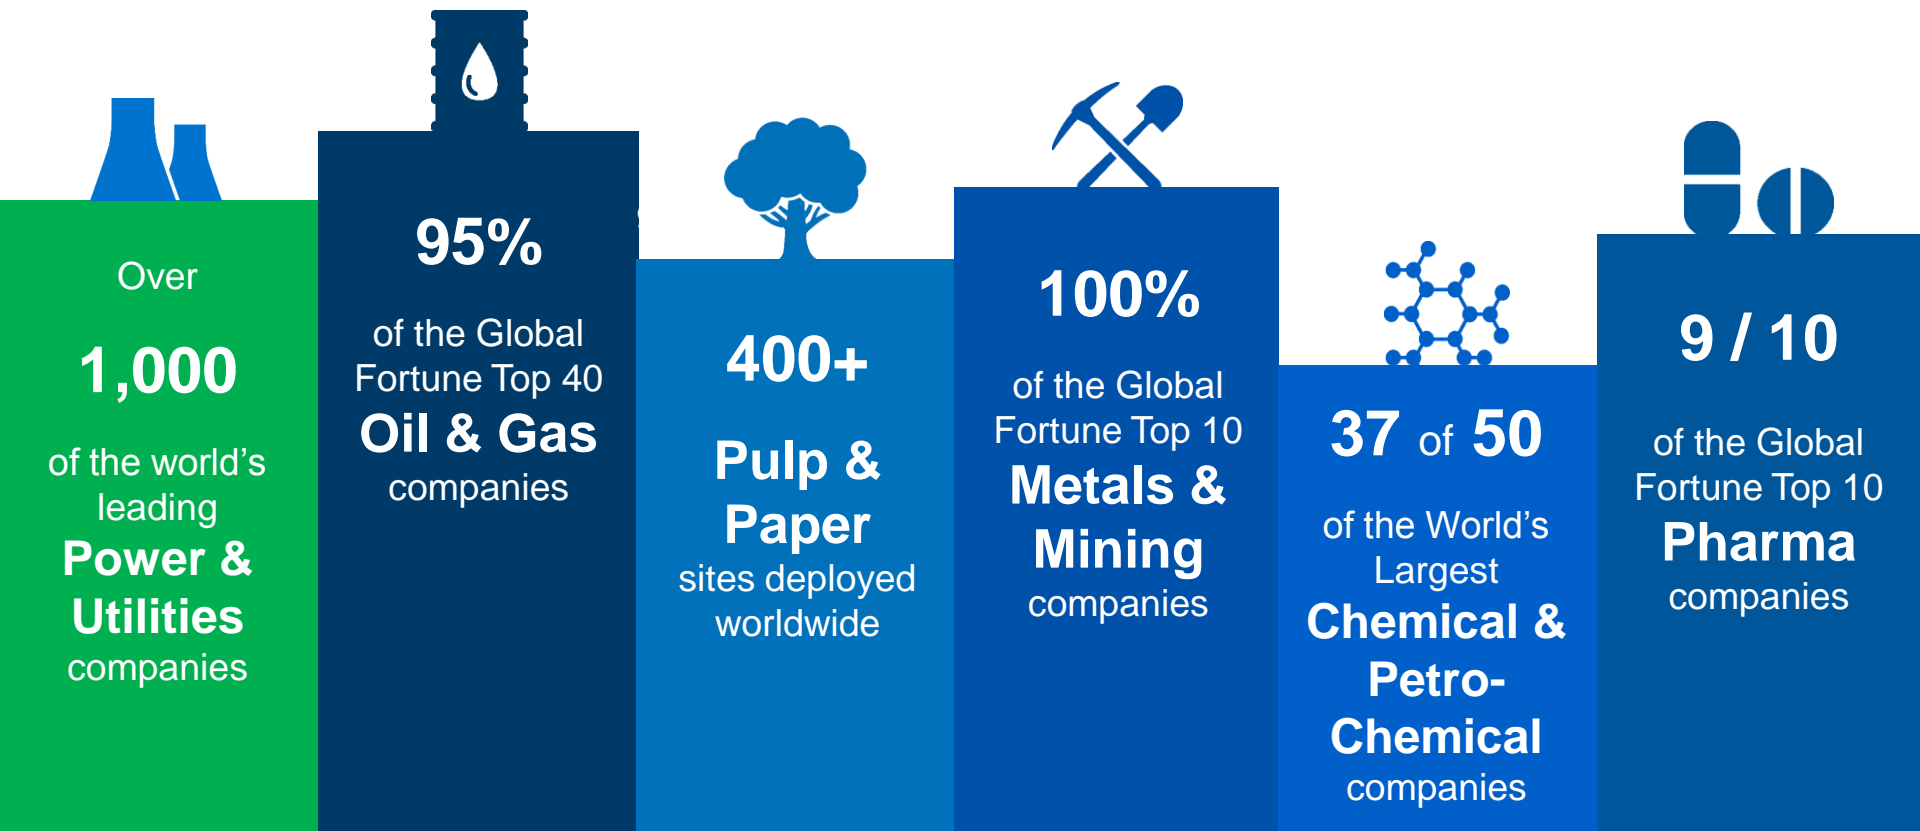 Over
1,000
of the world’s
leading
Power &
Utilities
companies
95%
of the Global
Fortune Top 40
Oil & Gas
companies
400+
Pulp &
Paper
sites deployed
worldwide
100%
of the Global
Fortune Top 10
Metals &
Mining
companies
37 of 50
of the World’s
Largest
Chemical &
Petro-
Chemical
companies
9 / 10
of the Global
Fortune Top 10
Pharma
companies